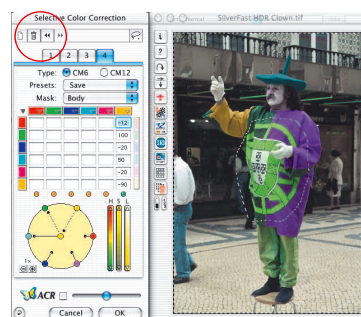 Selective Color Correction
1 2 3 4
Type: CM6 CM12
Presets: Save
Mask: Body
-12
100
-20
50
-20
-90
H S L
1x
ACR
Cancel OK
SilverFast HDR Clown.tif
i
?